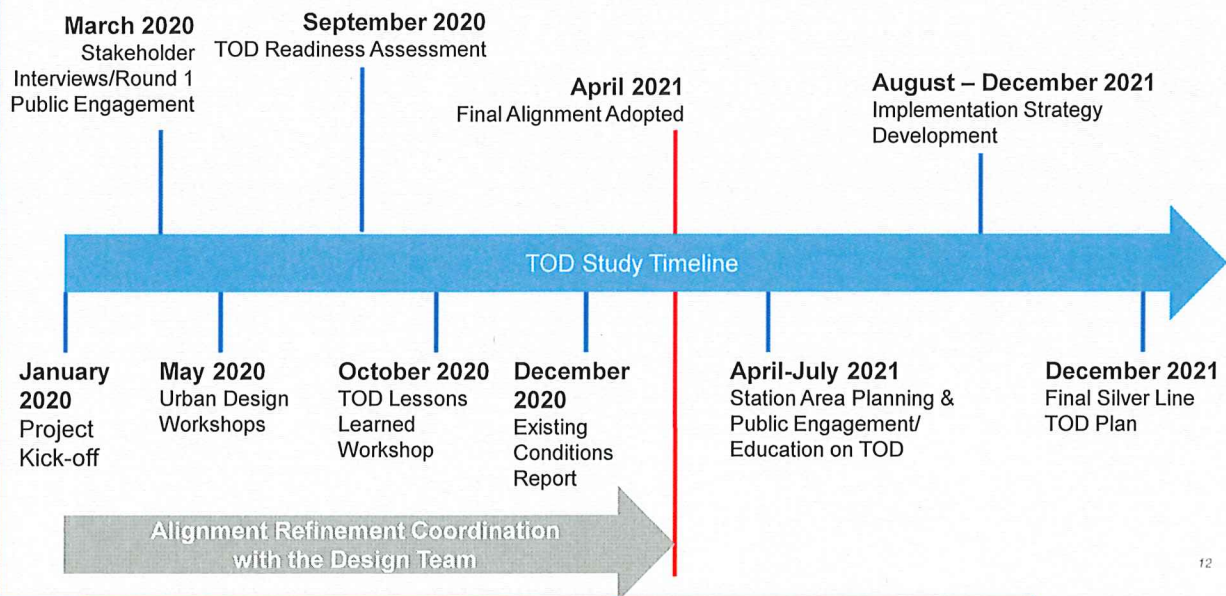 March 2020
Stakeholder
Interviews/Round 1
Public Engagement
September 2020
TOD Readiness Assessment
April 2021
Final Alignment Adopted
August – December 2021
Implementation Strategy
Development
TOD Study Timeline
January
2020
Project
Kick-off
May 2020
Urban Design
Workshops
October 2020
TOD Lessons
Learned
Workshop
December
2020
Existing
Conditions
Report
April-July 2021
Station Area Planning &
Public Engagement/
Education on TOD
December 2021
Final Silver Line
TOD Plan
Alignment Refinement Coordination
with the Design Team
12